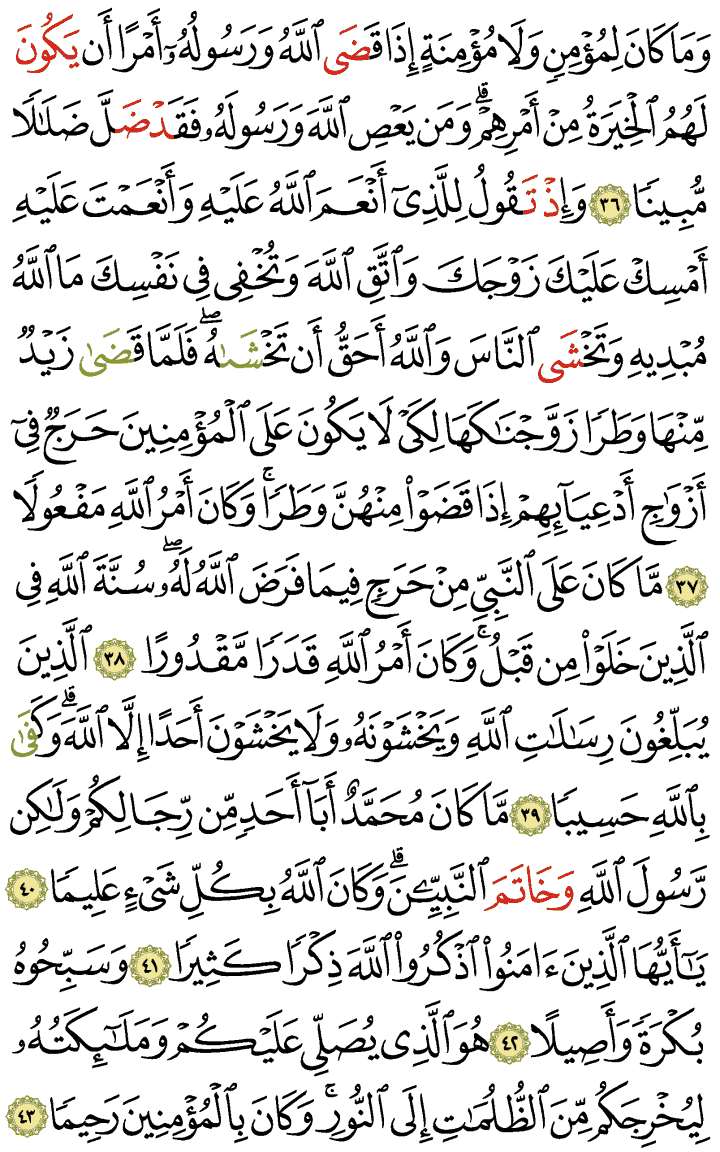 وَمَا كَانَ لِمُؤْمِنٍ وَلَا مُؤْمِنَةٍ إِذَا قَضَى ٱللَّهُ وَرَسُولُهُۥٓ أَمْرًا أَن يَكُونَ
لَهُمُ ٱلْخِيَرَةُ مِنْ أَمْرِهِمْ ۗ وَمَن يَعْصِ ٱللَّهَ وَرَسُولَهُۥ فَقَدْ ضَلَّ ضَلَٰلًا
مُّبِينًا ٣٦ وَإِذْ تَقُولُ لِلَّذِىٓ أَنْعَمَ ٱللَّهُ عَلَيْهِ وَأَنْعَمْتَ عَلَيْهِ
أَمْسِكْ عَلَيْكَ زَوْجَكَ وَٱتَّقِ ٱللَّهَ وَتُخْفِى فِى نَفْسِكَ مَا ٱللَّهُ
مُبْدِيهِ وَتَخْشَى ٱلنَّاسَ وَٱللَّهُ أَحَقُّ أَن تَخْشَىٰهُ ۖ فَلَمَّا قَضَىٰ زَيْدٌ
مِّنْهَا وَطَرًا زَوَّجْنَٰكَهَا لِكَىْ لَا يَكُونَ عَلَى ٱلْمُؤْمِنِينَ حَرَجٌ فِىٓ
أَزْوَٰجِ أَدْعِيَآئِهِمْ إِذَا قَضَوْا۟ مِنْهُنَّ وَطَرًا ۚ وَكَانَ أَمْرُ ٱللَّهِ مَفْعُولًا
٣٧ مَّا كَانَ عَلَى ٱلنَّبِىِّ مِنْ حَرَجٍ فِيمَا فَرَضَ ٱللَّهُ لَهُۥ ۖ سُنَّةَ ٱللَّهِ فِى
ٱلَّذِينَ خَلَوْا۟ مِن قَبْلُ ۚ وَكَانَ أَمْرُ ٱللَّهِ قَدَرًا مَّقْدُورًا ٣٨ ٱلَّذِينَ
يُبَلِّغُونَ رِسَٰلَٰتِ ٱللَّهِ وَيَخْشَوْنَهُۥ وَلَا يَخْشَوْنَ أَحَدًا إِلَّا ٱللَّهَ ۗ وَكَفَىٰ
بِٱللَّهِ حَسِيبًا ٣٩ مَّا كَانَ مُحَمَّدٌ أَبَآ أَحَدٍ مِّن رِّجَالِكُمْ وَلَٰكِن
رَّسُولَ ٱللَّهِ وَخَاتَمَ ٱلنَّبِيِّـۧنَ ۗ وَكَانَ ٱللَّهُ بِكُلِّ شَىْءٍ عَلِيمًا ٤٠
يَٰٓأَيُّهَا ٱلَّذِينَ ءَامَنُوا۟ ٱذْكُرُوا۟ ٱللَّهَ ذِكْرًا كَثِيرًا ٤١ وَسَبِّحُوهُ
بُكْرَةً وَأَصِيلًا ٤٢ هُوَ ٱلَّذِى يُصَلِّى عَلَيْكُمْ وَمَلَٰٓئِكَتُهُۥ
لِيُخْرِجَكُم مِّنَ ٱلظُّلُمَٰتِ إِلَى ٱلنُّورِ ۚ وَكَانَ بِٱلْمُؤْمِنِينَ رَحِيمًا ٤٣